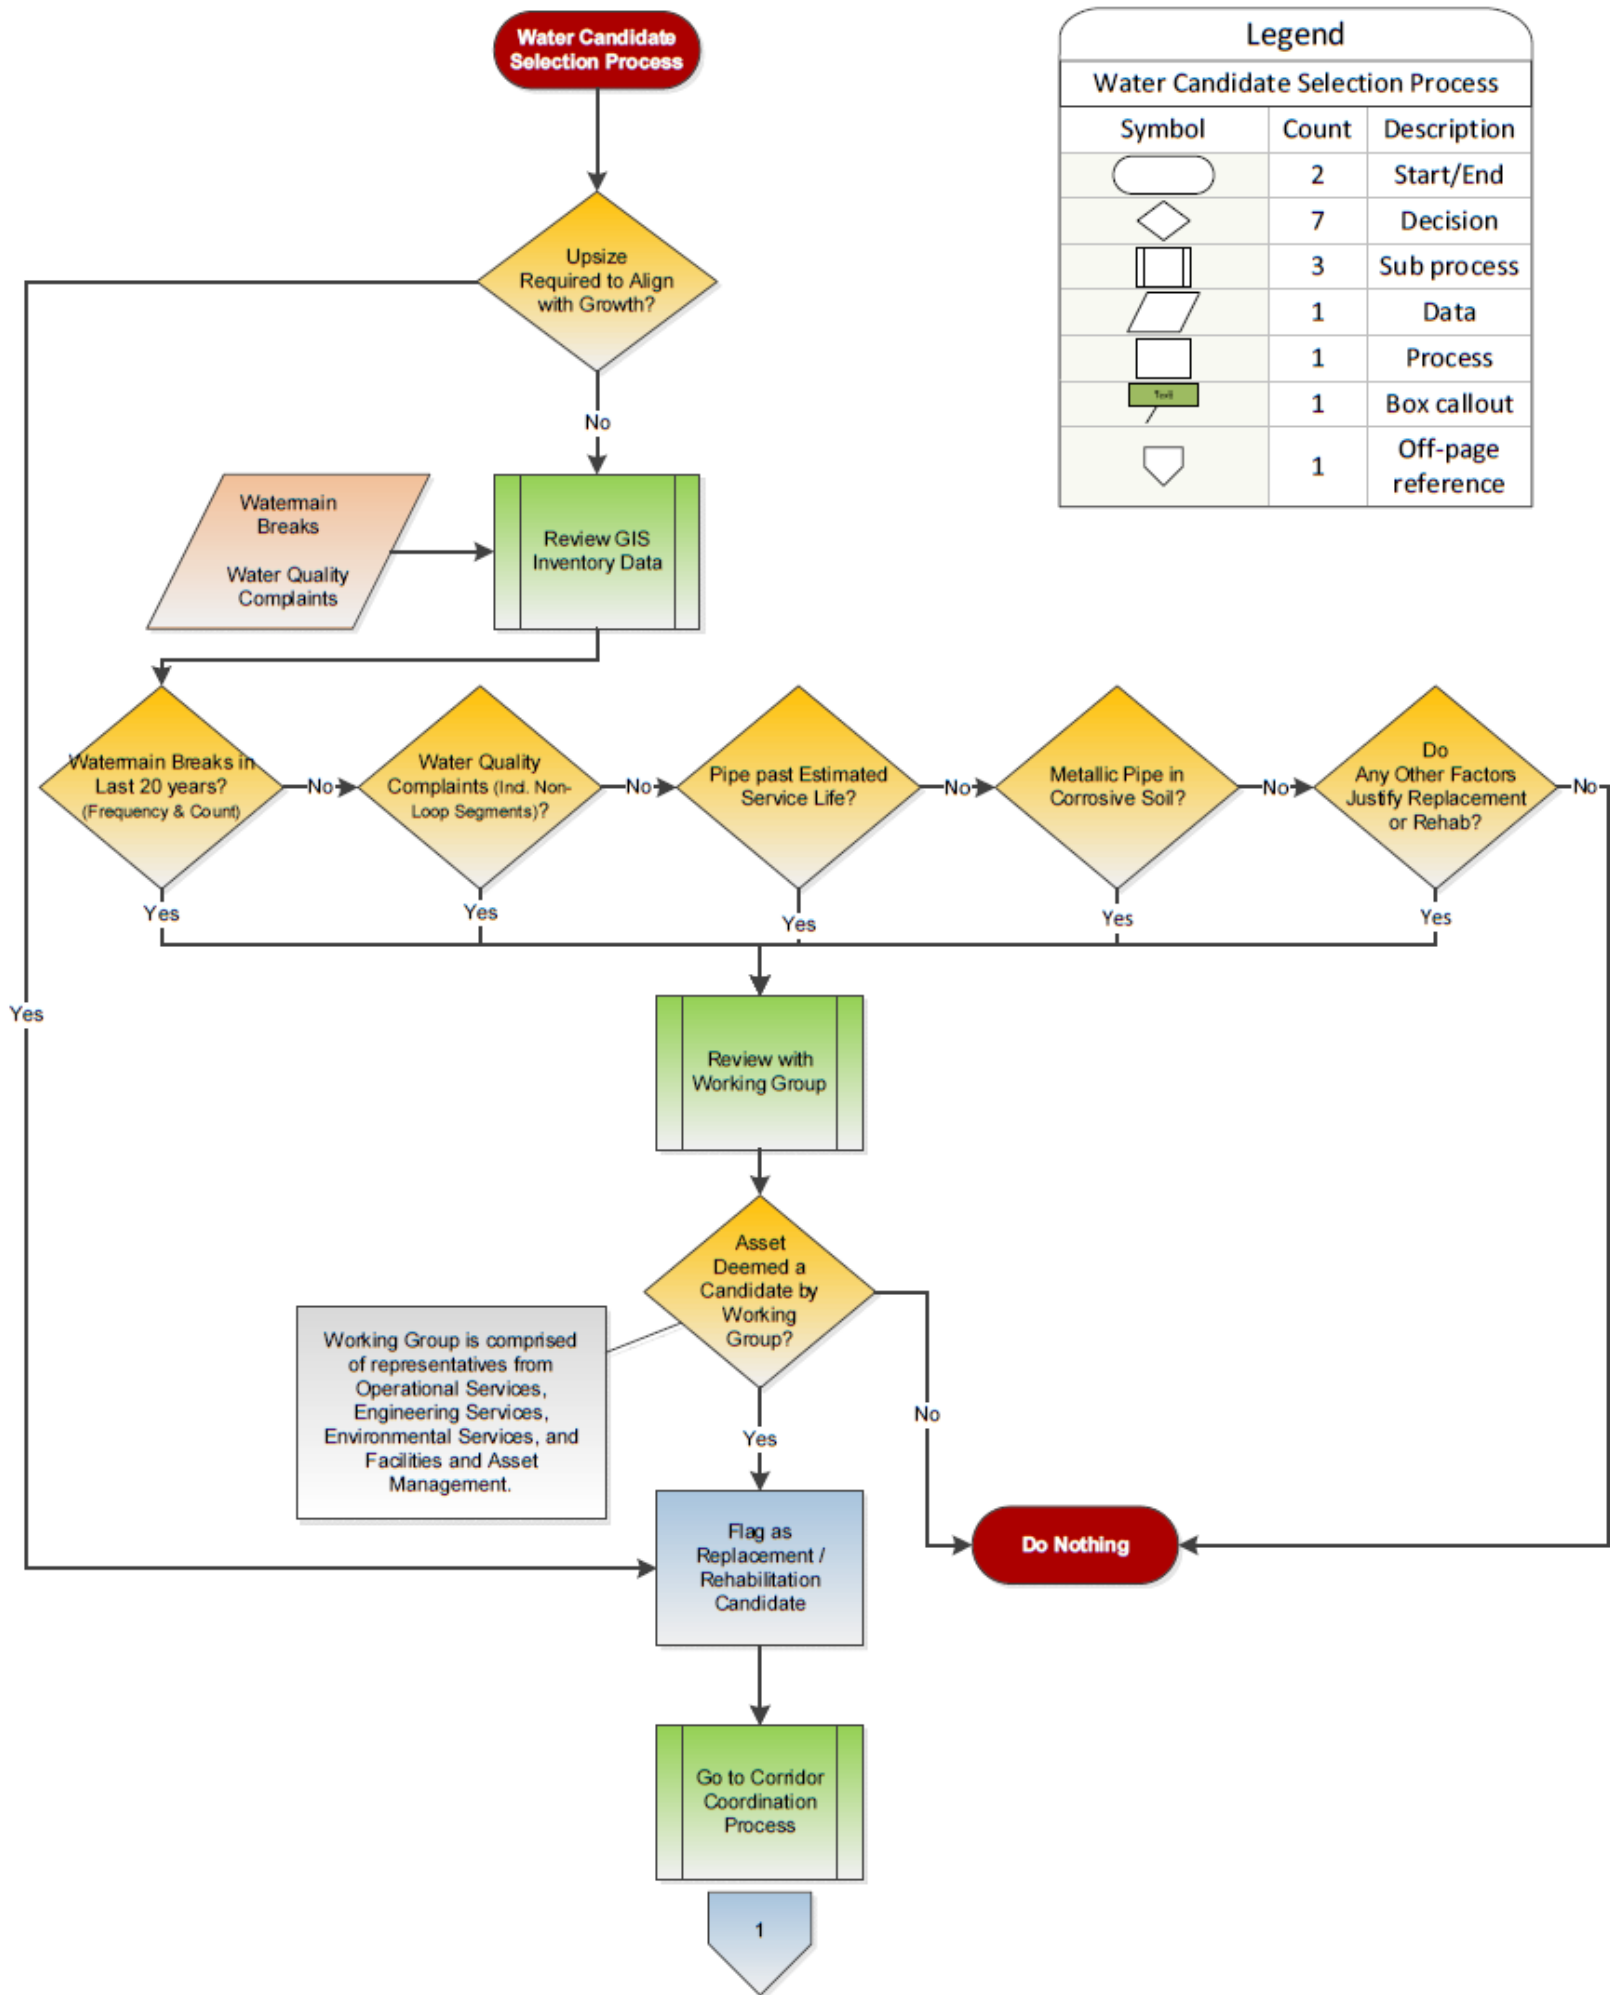 Water Candidate
Selection Process
Legend
Water Candidate Selection Process
Symbol Count Description
2 Start/End
7 Decision
3 Sub process
1 Data
1 Process
Text
1 Box callout
1 Off-page
reference
Upsize
Required to Align
with Growth?
No
Watermain
Breaks
Water Quality
Complaints
Review GIS
Inventory Data
Watermain Breaks in
Last 20 years?
(Frequency & Count)
No
Water Quality
Complaints (Incl. Non-
Loop Segments)?
No
Pipe past Estimated
Service Life?
No
Metallic Pipe in
Corrosive Soil?
No
Do
Any Other Factors
Justify Replacement
or Rehab?
No
Yes
Yes
Yes
Yes
Yes
Yes
Review with
Working Group
Asset
Deemed a
Candidate by
Working
Group?
Working Group is comprised
of representatives from
Operational Services,
Engineering Services,
Environmental Services, and
Facilities and Asset
Management.
No
Yes
Flag as
Replacement /
Rehabilitation
Candidate
Do Nothing
Go to Corridor
Coordination
Process
1